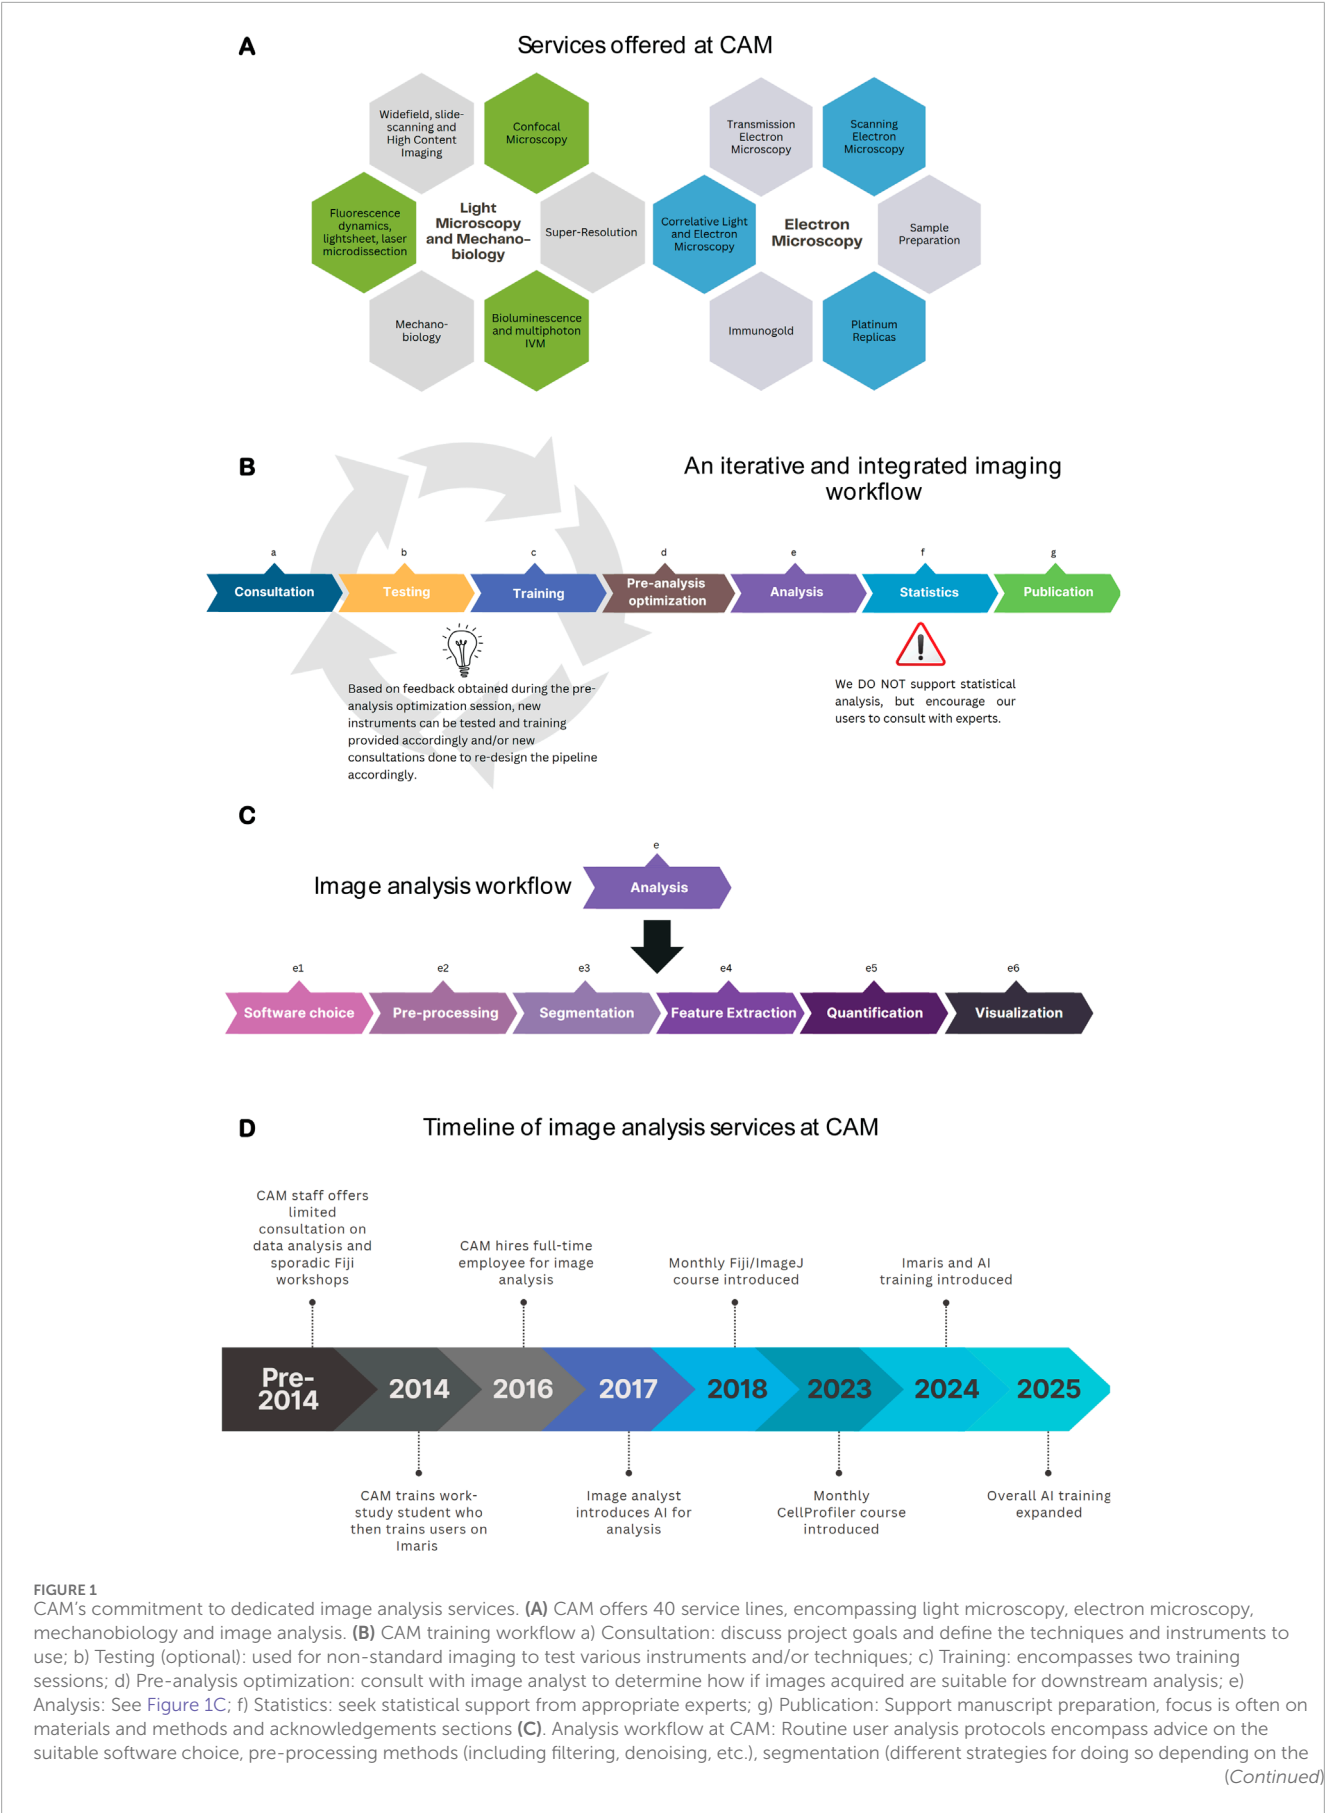 A
Services offered at CAM
Widefield, slide-
scanning and
High Content
Imaging
Confocal
Microscopy
Fluorescence
dynamics,
lightsheet, laser
microdissection
Light
Microscopy
and Mechano-
biology
Super-Resolution
Mechano-
biology
Bioluminescence
and multiphoton
IVM
Transmission
Electron
Microscopy
Scanning
Electron
Microscopy
Correlative Light
and Electron
Microscopy
Electron
Microscopy
Sample
Preparation
Immunogold
Platinum
Replicas
B
An iterative and integrated imaging
workflow
a
b
c
d
e
f
g
Consultation
Testing
Training
Pre-analysis
optimization
Analysis
Statistics
Publication
Based on feedback obtained during the pre-
analysis optimization session, new
instruments can be tested and training
provided accordingly and/or new
consultations done to re-design the pipeline
accordingly.
!
We DO NOT support statistical
analysis, but encourage our
users to consult with experts.
C
Image analysis workflow
e
Analysis
e1
e2
e3
e4
e5
e6
Software choice
Pre-processing
Segmentation
Feature Extraction
Quantification
Visualization
D
Timeline of image analysis services at CAM
CAM staff offers
limited
consultation on
data analysis and
sporadic Fiji
workshops
CAM hires full-time
employee for image
analysis
Monthly Fiji/ImageJ
course introduced
Imaris and AI
training introduced
Pre-
2014
2014
2016
2017
2018
2023
2024
2025
CAM trains work-
study student who
then trains users on
Imaris
Image analyst
introduces AI for
analysis
Monthly
CellProfiler course
introduced
Overall AI training
expanded
FIGURE 1
CAM's commitment to dedicated image analysis services. (A) CAM offers 40 service lines, encompassing light microscopy, electron microscopy,
mechanobiology and image analysis. (B) CAM training workflow a) Consultation: discuss project goals and define the techniques and instruments to
use; b) Testing (optional): used for non-standard imaging to test various instruments and/or techniques; c) Training: encompasses two training
sessions; d) Pre-analysis optimization: consult with image analyst to determine how if images acquired are suitable for downstream analysis; e)
Analysis: See Figure 1C; f) Statistics: seek statistical support from appropriate experts; g) Publication: Support manuscript preparation, focus is often on
materials and methods and acknowledgements sections (C). Analysis workflow at CAM: Routine user analysis protocols encompass advice on the
suitable software choice, pre-processing methods (including filtering, denoising, etc.), segmentation (different strategies for doing so depending on the
(Continued)